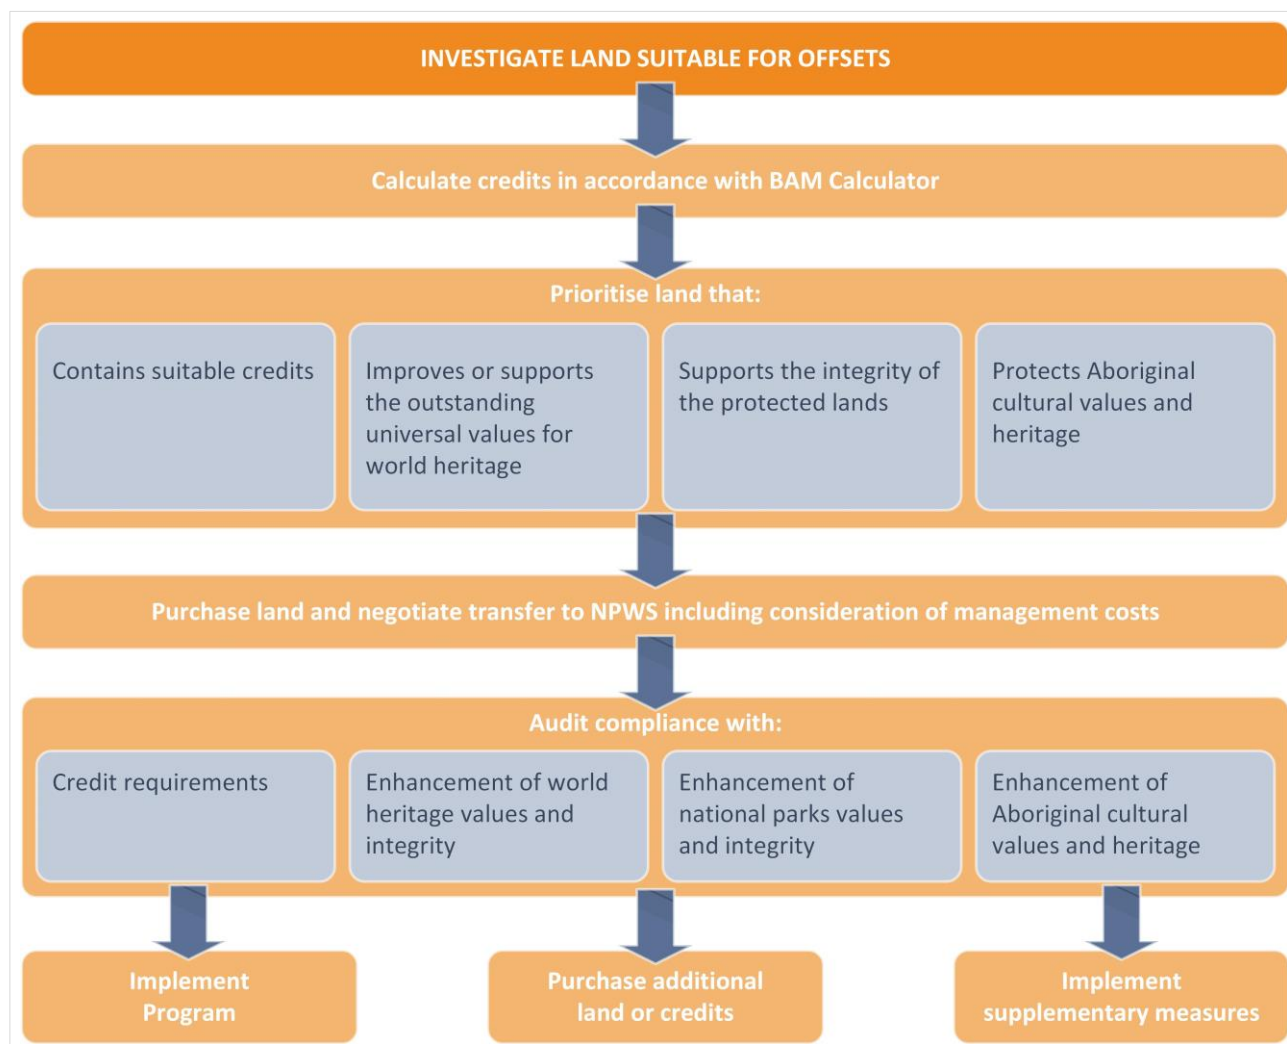 INVESTIGATE LAND SUITABLE FOR OFFSETS
Calculate credits in accordance with BAM Calculator
Prioritise land that:
Contains suitable credits
Improves or supports
the outstanding
universal values for
world heritage
Supports the integrity of
the protected lands
Protects Aboriginal
cultural values and
heritage
Purchase land and negotiate transfer to NPWS including consideration of management costs
Audit compliance with:
Credit requirements
Enhancement of world
heritage values and
integrity
Enhancement of
national parks values
and integrity
Enhancement of
Aboriginal cultural
values and heritage
Implement
Program
Purchase additional
land or credits
Implement
supplementary measures